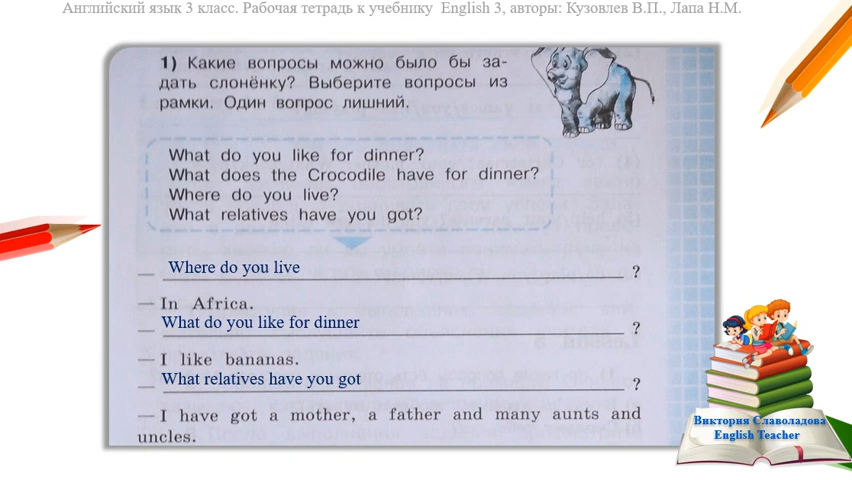 Английский язык 3 класс. Рабочая тетрадь к учебнику English 3, авторы: Кузовлев В.П., Лапа Н.М.
1) Какие вопросы можно было бы за-
дать слонёнку? Выберите вопросы из
рамки. Один вопрос лишний.
What do you like for dinner?
What does the Crocodile have for dinner?
Where do you live?
What relatives have you got?
— Where do you live ?
— In Africa.
— What do you like for dinner ?
— I like bananas.
— What relatives have you got ?
— I have got a mother, a father and many aunts and
uncles.
Виктория Славоладова
English Teacher